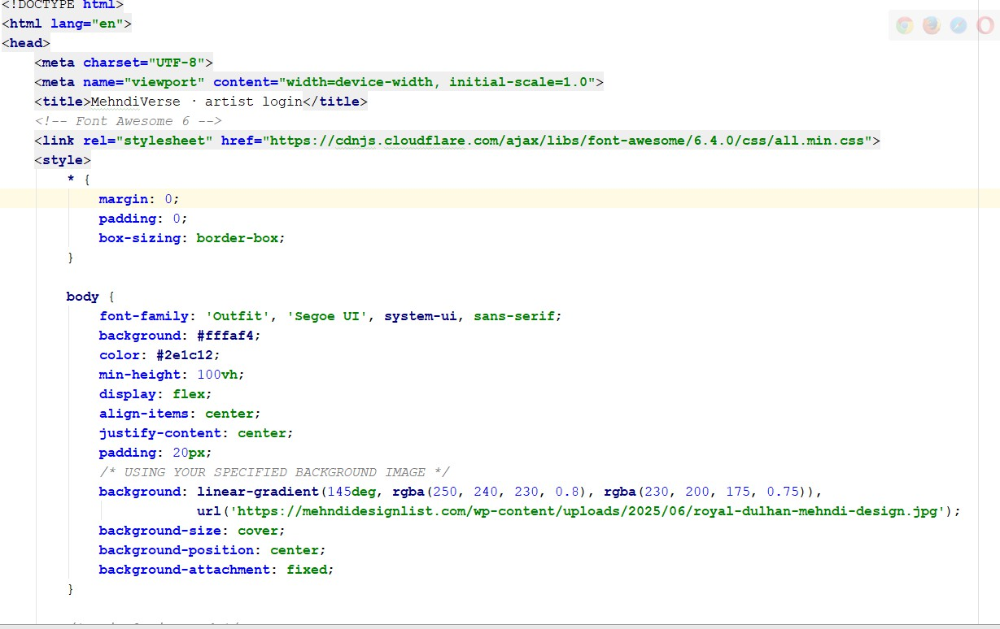 <!DOCTYPE html>
<html lang="en">
<head>
    <meta charset="UTF-8">
    <meta name="viewport" content="width=device-width, initial-scale=1.0">
    <title>MehndiVerse · artist login</title>
    <!-- Font Awesome 6 -->
    <link rel="stylesheet" href="https://cdnjs.cloudflare.com/ajax/libs/font-awesome/6.4.0/css/all.min.css">
    <style>
        * {
            margin: 0;
            padding: 0;
            box-sizing: border-box;
        }

        body {
            font-family: 'Outfit', 'Segoe UI', system-ui, sans-serif;
            background: #fffaf4;
            color: #2e1c12;
            min-height: 100vh;
            display: flex;
            align-items: center;
            justify-content: center;
            padding: 20px;
            /* USING YOUR SPECIFIED BACKGROUND IMAGE */
            background: linear-gradient(145deg, rgba(250, 240, 230, 0.8), rgba(230, 200, 175, 0.75)),
                        url('https://mehndidesignlist.com/wp-content/uploads/2025/06/royal-dulhan-mehndi-design.jpg');
            background-size: cover;
            background-position: center;
            background-attachment: fixed;
        }